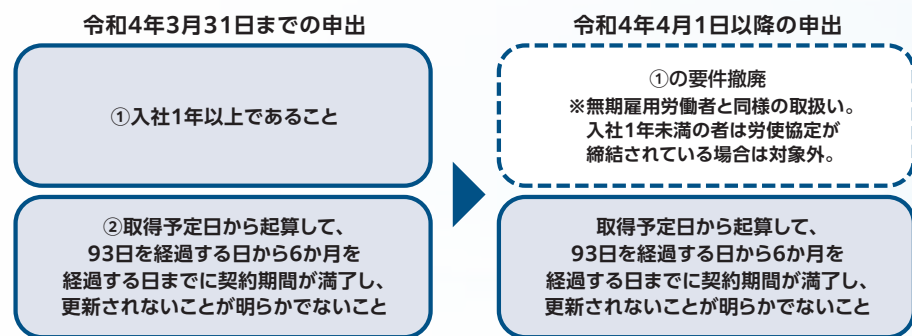 令和4年3月31日までの申出
①入社1年以上であること
②取得予定日から起算して、
93日を経過する日から6か月を
経過する日までに契約期間が満了し、
更新されないことが明らかでないこと
令和4年4月1日以降の申出
①の要件撤廃
※無期雇用労働者と同様の取扱い。
入社1年未満の者は労使協定が
締結されている場合は対象外。
取得予定日から起算して、
93日を経過する日から6か月を
経過する日までに契約期間が満了し、
更新されないことが明らかでないこと